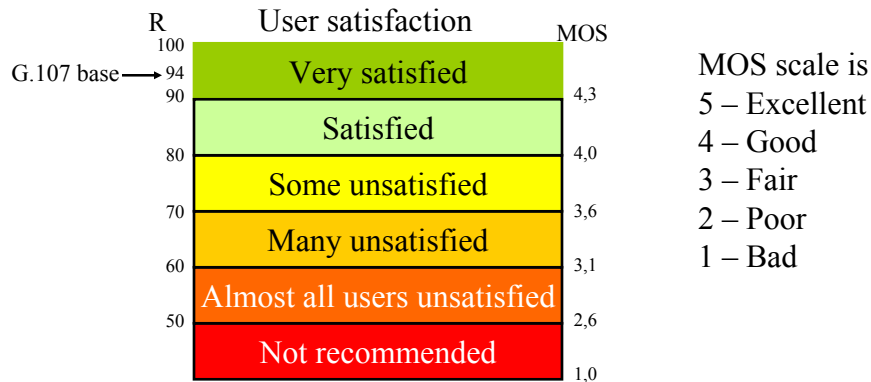 R
User satisfaction
MOS
100
G.107 base
94
Very satisfied
90
4,3
Satisfied
80
4,0
Some unsatisfied
70
3,6
Many unsatisfied
60
3,1
Almost all users unsatisfied
50
2,6
Not recommended
1,0
MOS scale is
5 – Excellent
4 – Good
3 – Fair
2 – Poor
1 – Bad